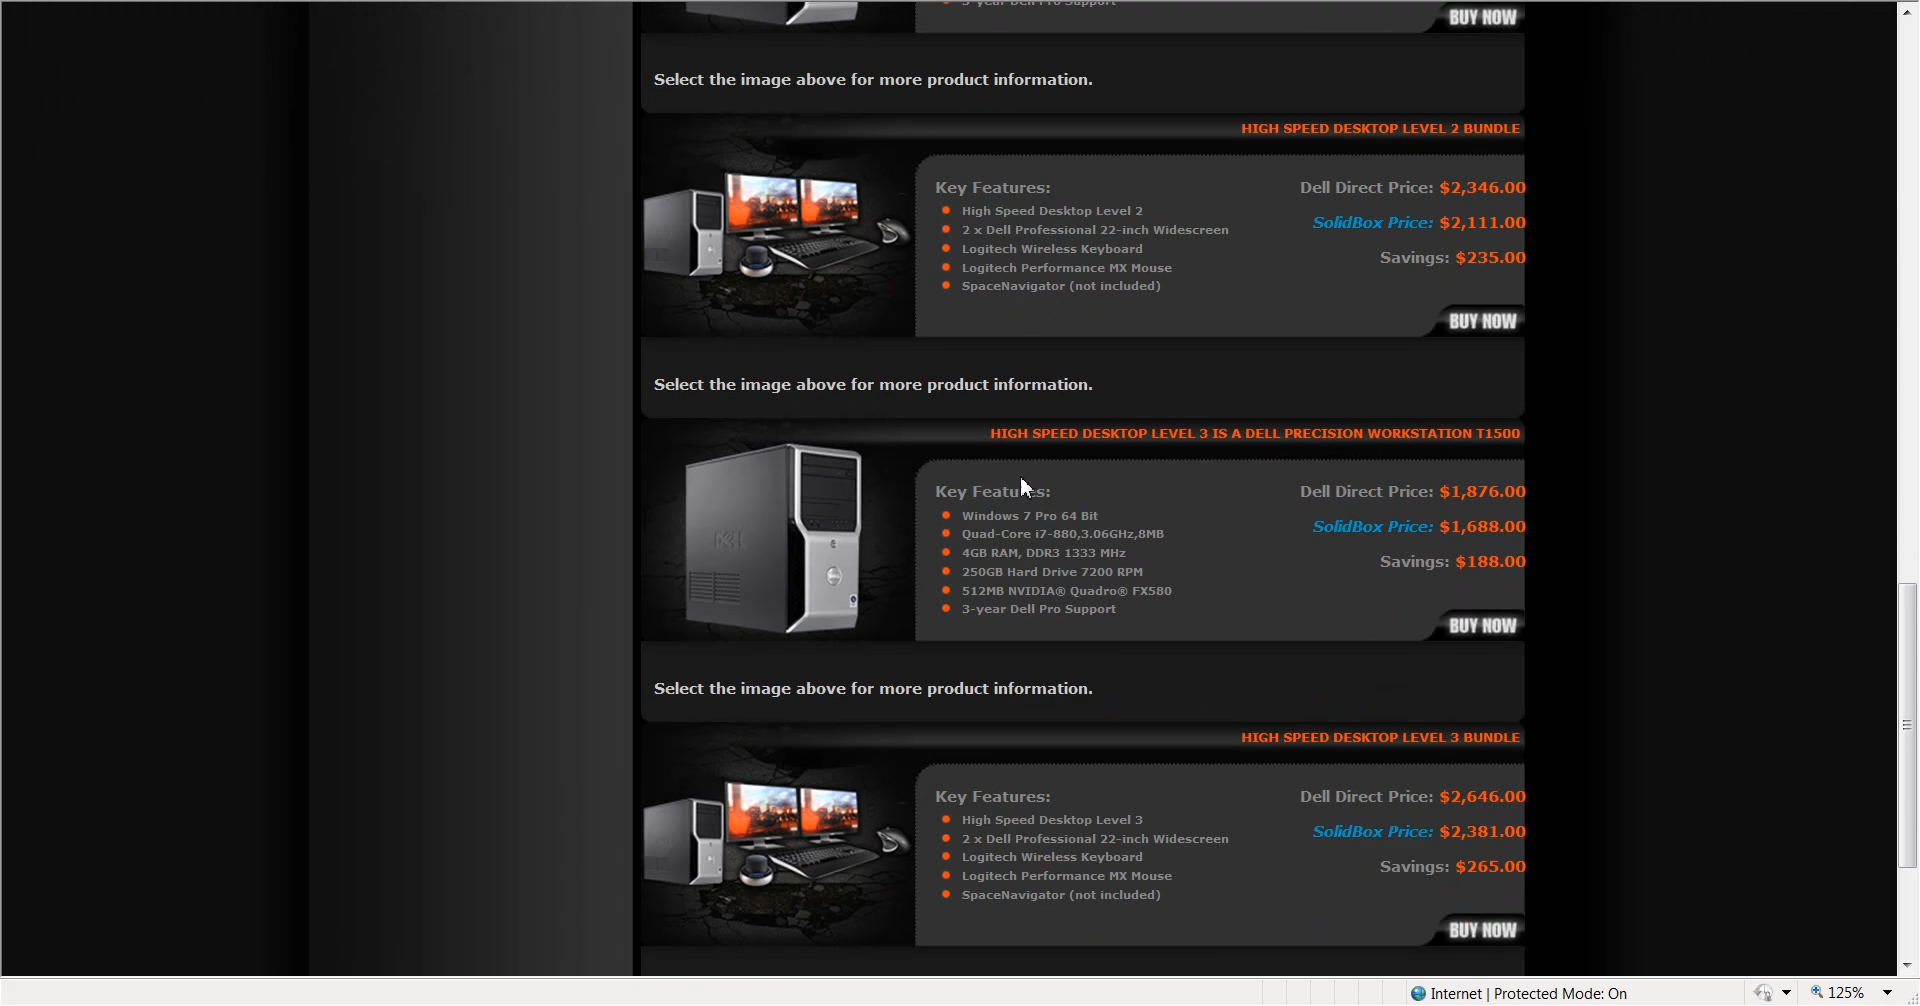 BUY NOW
Select the image above for more product information.
HIGH SPEED DESKTOP LEVEL 2 BUNDLE
Key Features:
High Speed Desktop Level 2
2 x Dell Professional 22-inch Widescreen
Logitech Wireless Keyboard
Logitech Performance MX Mouse
SpaceNavigator (not included)
Dell Direct Price: $2,346.00
SolidBox Price: $2,111.00
Savings: $235.00
BUY NOW
Select the image above for more product information.
HIGH SPEED DESKTOP LEVEL 3 IS A DELL PRECISION WORKSTATION T1500
Key Features:
Windows 7 Pro 64 Bit
Quad-Core i7-880,3.06GHz,8MB
4GB RAM, DDR3 1333 MHz
250GB Hard Drive 7200 RPM
512MB NVIDIA® Quadro® FX580
3-year Dell Pro Support
Dell Direct Price: $1,876.00
SolidBox Price: $1,688.00
Savings: $188.00
BUY NOW
Select the image above for more product information.
HIGH SPEED DESKTOP LEVEL 3 BUNDLE
Key Features:
High Speed Desktop Level 3
2 x Dell Professional 22-inch Widescreen
Logitech Wireless Keyboard
Logitech Performance MX Mouse
SpaceNavigator (not included)
Dell Direct Price: $2,646.00
SolidBox Price: $2,381.00
Savings: $265.00
BUY NOW
Internet | Protected Mode: On
125%